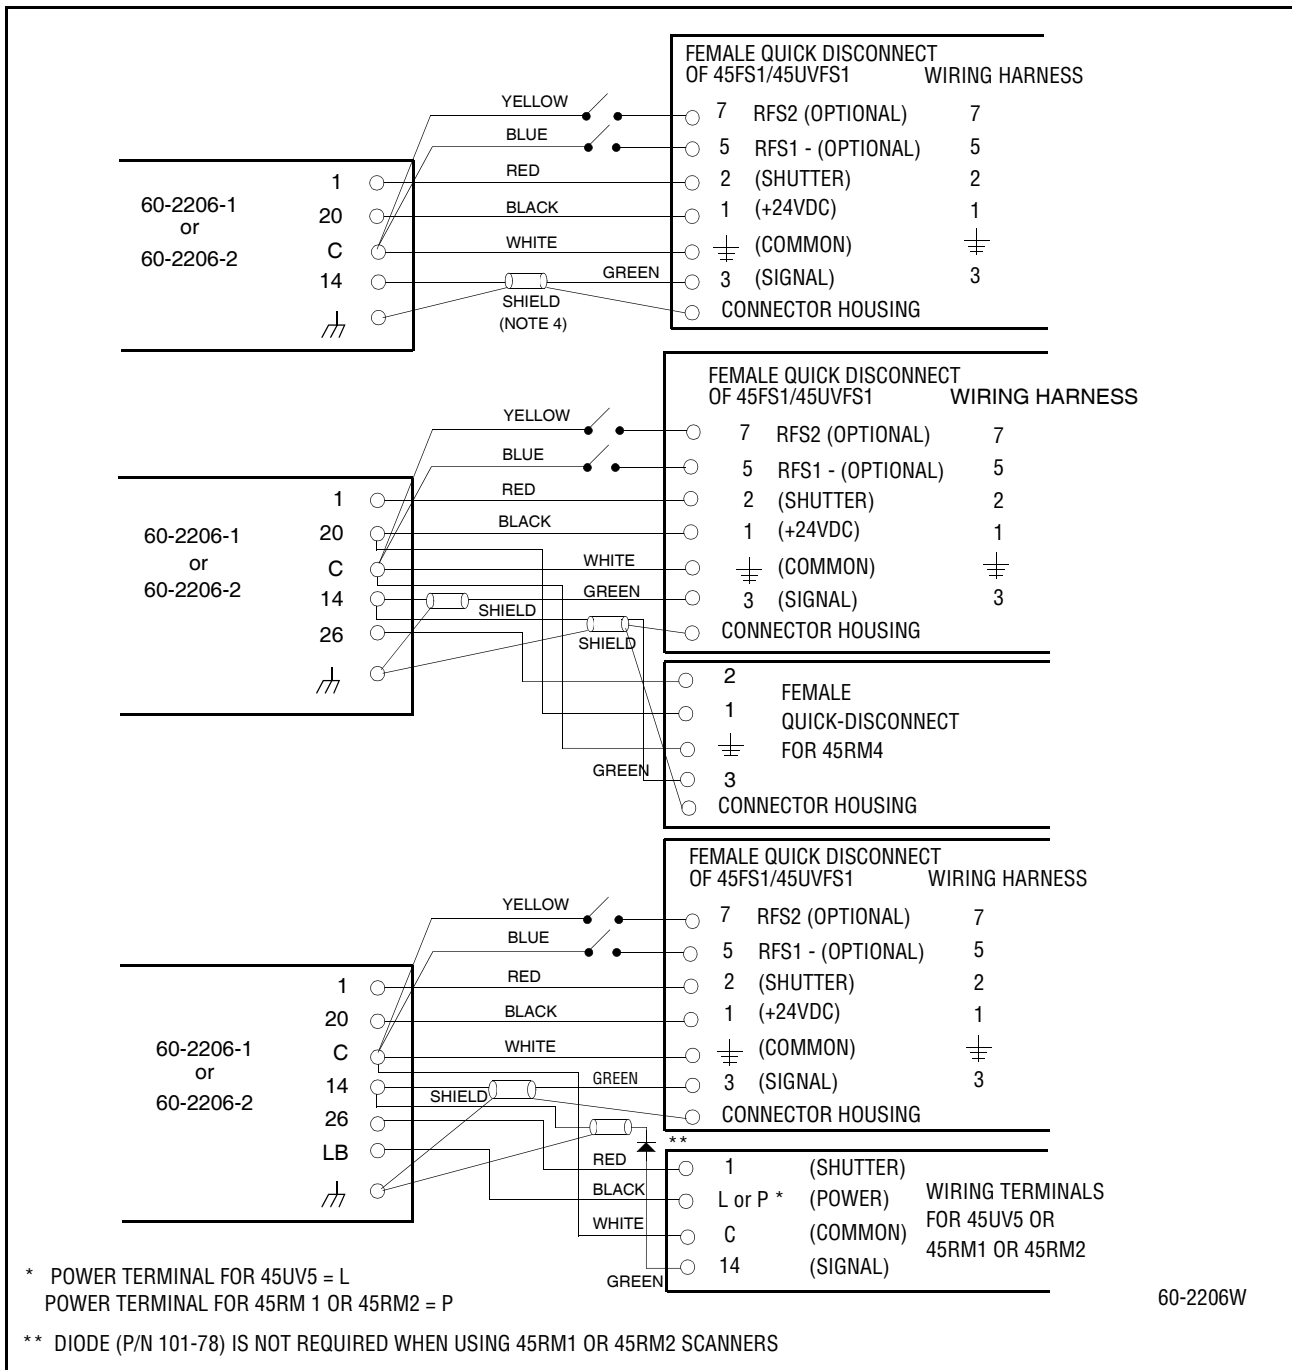 FEMALE QUICK DISCONNECT
OF 45FS1/45UVFS1 WIRING HARNESS
YELLOW 7 RFS2 (OPTIONAL) 7
BLUE 5 RFS1 - (OPTIONAL) 5
1 RED 2 (SHUTTER) 2
60-2206-1
or
60-2206-2
20 BLACK 1 (+24VDC) 1
C WHITE (COMMON)
14 GREEN 3 (SIGNAL) 3
SHIELD
(NOTE 4)
CONNECTOR HOUSING
FEMALE QUICK DISCONNECT
OF 45FS1/45UVFS1 WIRING HARNESS
YELLOW 7 RFS2 (OPTIONAL) 7
BLUE 5 RFS1 - (OPTIONAL) 5
1 RED 2 (SHUTTER) 2
60-2206-1
or
60-2206-2
20 BLACK 1 (+24VDC) 1
C WHITE (COMMON)
14 SHIELD GREEN 3 (SIGNAL) 3
26 SHIELD CONNECTOR HOUSING
2
1
FEMALE
QUICK-DISCONNECT
FOR 45RM4
GREEN 3
CONNECTOR HOUSING
FEMALE QUICK DISCONNECT
OF 45FS1/45UVFS1 WIRING HARNESS
YELLOW 7 RFS2 (OPTIONAL) 7
BLUE 5 RFS1 - (OPTIONAL) 5
1 RED 2 (SHUTTER) 2
60-2206-1
or
60-2206-2
20 BLACK 1 (+24VDC) 1
C WHITE (COMMON)
14 SHIELD GREEN 3 (SIGNAL) 3
26 CONNECTOR HOUSING
LB
**
RED 1 (SHUTTER)
BLACK L or P * (POWER)
WHITE C (COMMON)
GREEN 14 (SIGNAL)
WIRING TERMINALS
FOR 45UV5 OR
45RM1 OR 45RM2
* POWER TERMINAL FOR 45UV5 = L
POWER TERMINAL FOR 45RM 1 OR 45RM2 = P
60-2206W
** DIODE (P/N 101-78) IS NOT REQUIRED WHEN USING 45RM1 OR 45RM2 SCANNERS